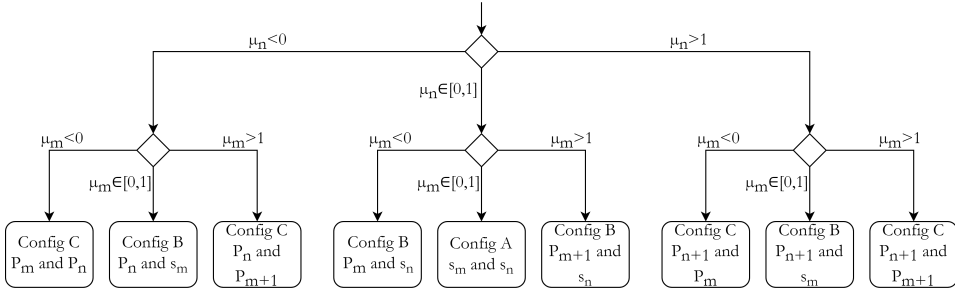 μn<0
μn>1
μn∈[0,1]
μm<0
μm>1
μm<0
μm>1
μm<0
μm>1
μm∈[0,1]
μm∈[0,1]
μm∈[0,1]
Config C
Pm and Pn
Config B
Pn and sm
Config C
Pn and
Pm+1
Config B
Pm and sn
Config A
sm and sn
Config B
Pm+1 and
sn
Config C
Pn+1 and
Pm
Config B
Pn+1 and
sm
Config C
Pn+1 and
Pm+1